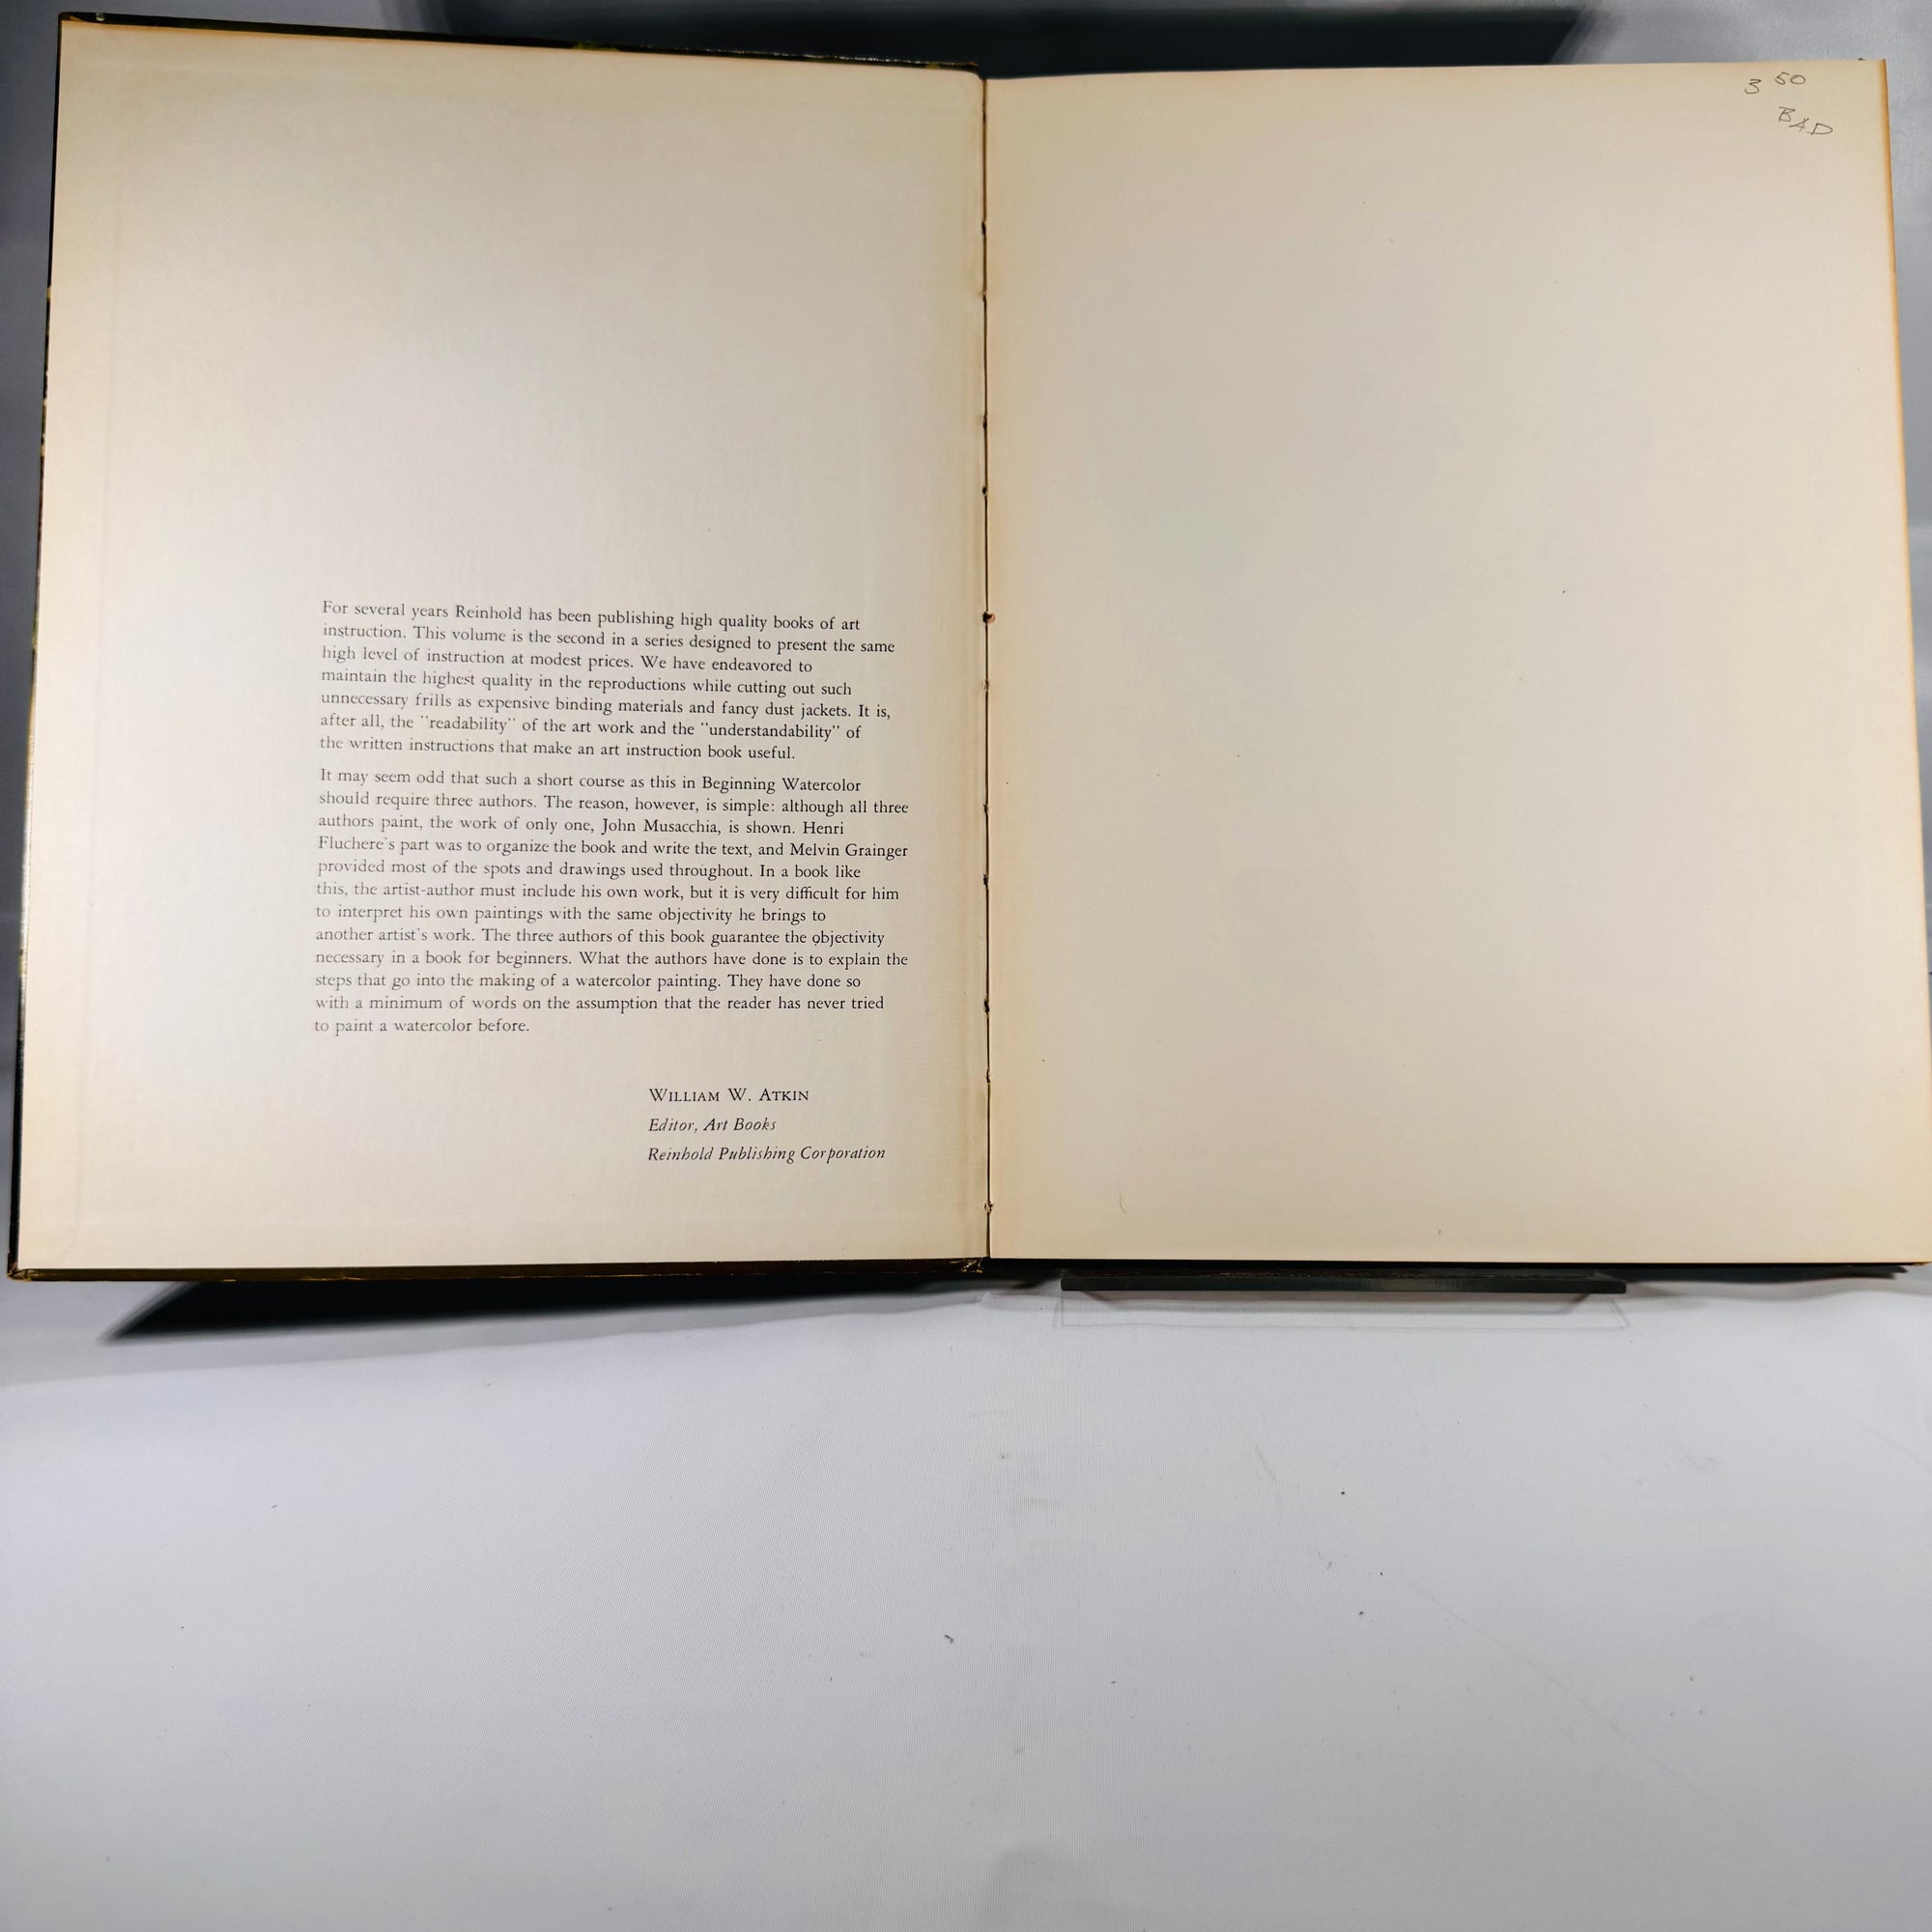 For several years Reinhold has been publishing high quality books of art
instruction. This volume is the second in a series designed to present the same
high level of instruction at modest prices. We have endeavored to
maintain the highest quality in the reproductions while cutting out such
unnecessary frills as expensive binding materials and fancy dust jackets. It is,
after all, the "readability" of the art work and the "understandability" of
the written instructions that make an art instruction book useful.
It may seem odd that such a short course as this in Beginning Watercolor
should require three authors. The reason, however, is simple: although all three
authors paint, the work of only one, John Musacchia, is shown. Henri
Fluchere's part was to organize the book and write the text, and Melvin Grainger
provided most of the spots and drawings used throughout. In a book like
this, the artist-author must include his own work, but it is very difficult for him
to interpret his own paintings with the same objectivity he brings to
another artist's work. The three authors of this book guarantee the objectivity
necessary in a book for beginners. What the authors have done is to explain the
steps that go into the making of a watercolor painting. They have done so
with a minimum of words on the assumption that the reader has never tried
to paint a watercolor before.
WILLIAM W. ATKIN
Editor, Art Books
Reinhold Publishing Corporation
3 50
BAD